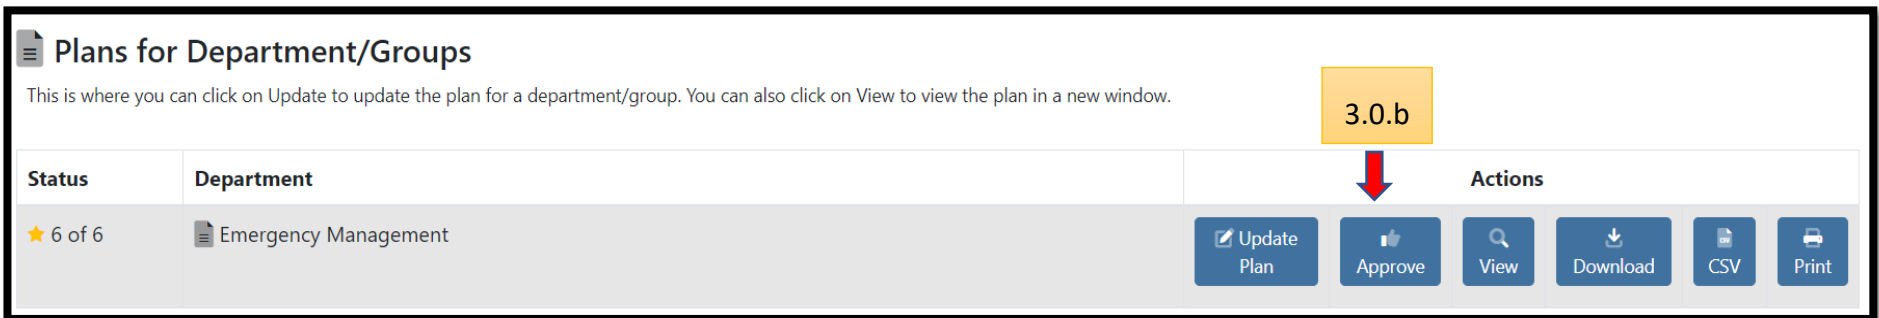 Plans for Department/Groups
This is where you can click on Update to update the plan for a department/group. You can also click on View to view the plan in a new window.
3.0.b
Status Department Actions
6 of 6 Emergency Management Update Plan Approve View Download CSV Print